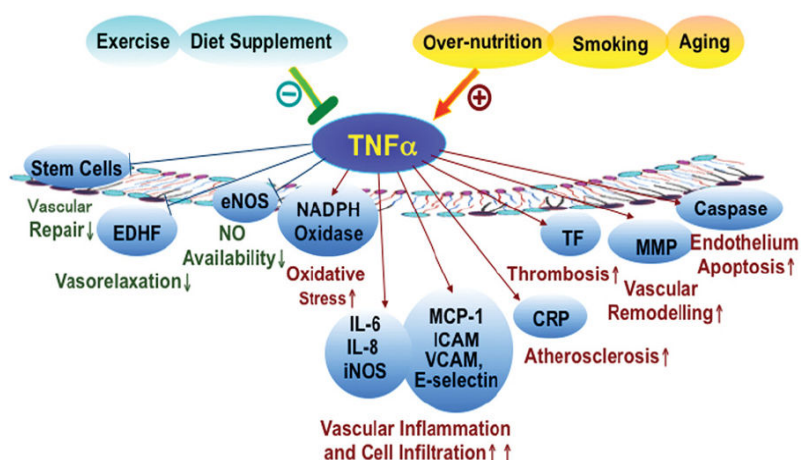 Exercise Diet Supplement
Over-nutrition Smoking Aging
⊖
⊕
TNFα
Stem Cells
Vascular
Repair↓
EDHF
Vasorelaxation↓
eNOS
NO
Availability↓
NADPH
Oxidase
Oxidative
Stress↑
IL-6
IL-8
iNOS
MCP-1
ICAM
VCAM,
E-selectin
Vascular Inflammation
and Cell Infiltration↑↑
CRP
Atherosclerosis↑
TF
Thrombosis↑
MMP
Vascular
Remodelling↑
Caspase
Endothelium
Apoptosis↑